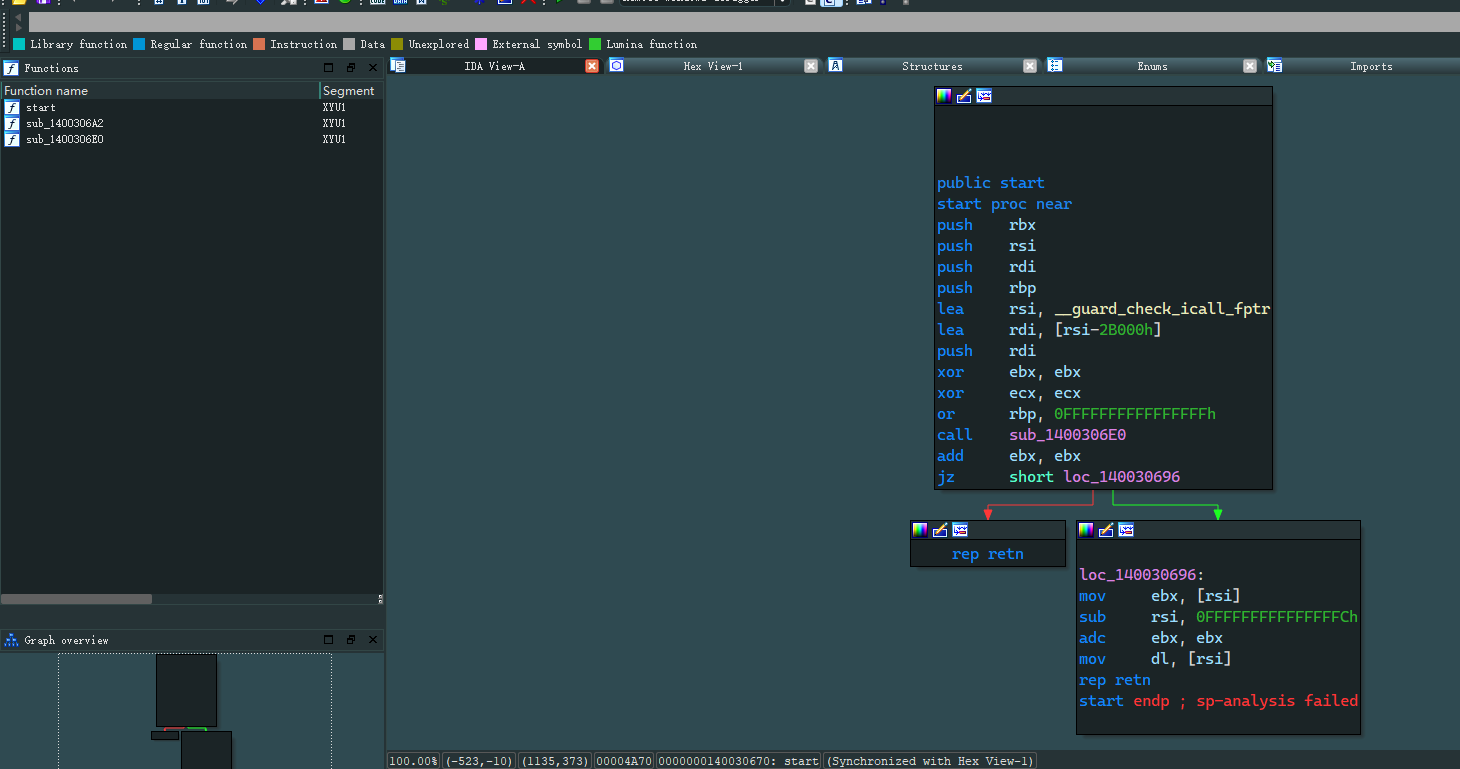 Library function Regular function Instruction Data Unexplored External symbol Lumina function
Functions
IDA View-A
Hex View-1
Structures
Enums
Imports
Function name Segment
start XYU1
sub_1400306A2 XYU1
sub_1400306E0 XYU1
public start
start proc near
push rbx
push rsi
push rdi
push rbp
lea rsi, __guard_check_icall_fptr
lea rdi, [rsi-2B000h]
push rdi
xor ebx, ebx
xor ecx, ecx
or rbp, 0FFFFFFFFFFFFFFFFh
call sub_1400306E0
add ebx, ebx
jz short loc_140030696
rep retn
loc_140030696:
mov ebx, [rsi]
sub rsi, 0FFFFFFFFFFFFFFFCh
adc ebx, ebx
mov dl, [rsi]
rep retn
start endp ; sp-analysis failed
Graph overview
100.00% (-523,-10) (1135,373) 00004A70 0000000140030670: start (Synchronized with Hex View-1)